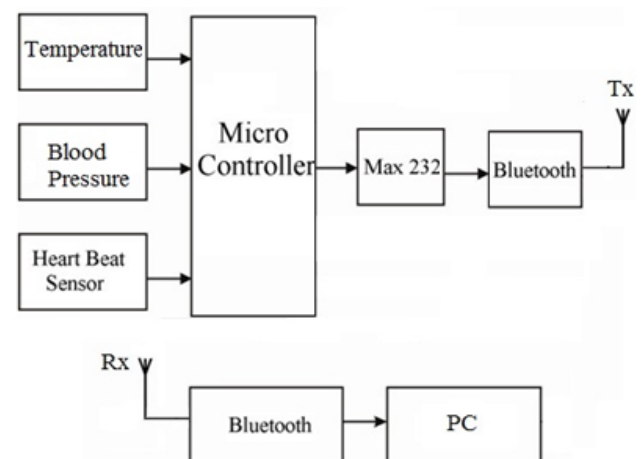 Temperature
Blood
Pressure
Heart Beat
Sensor
Micro
Controller
Max 232
Bluetooth
Tx
Rx
Bluetooth
PC